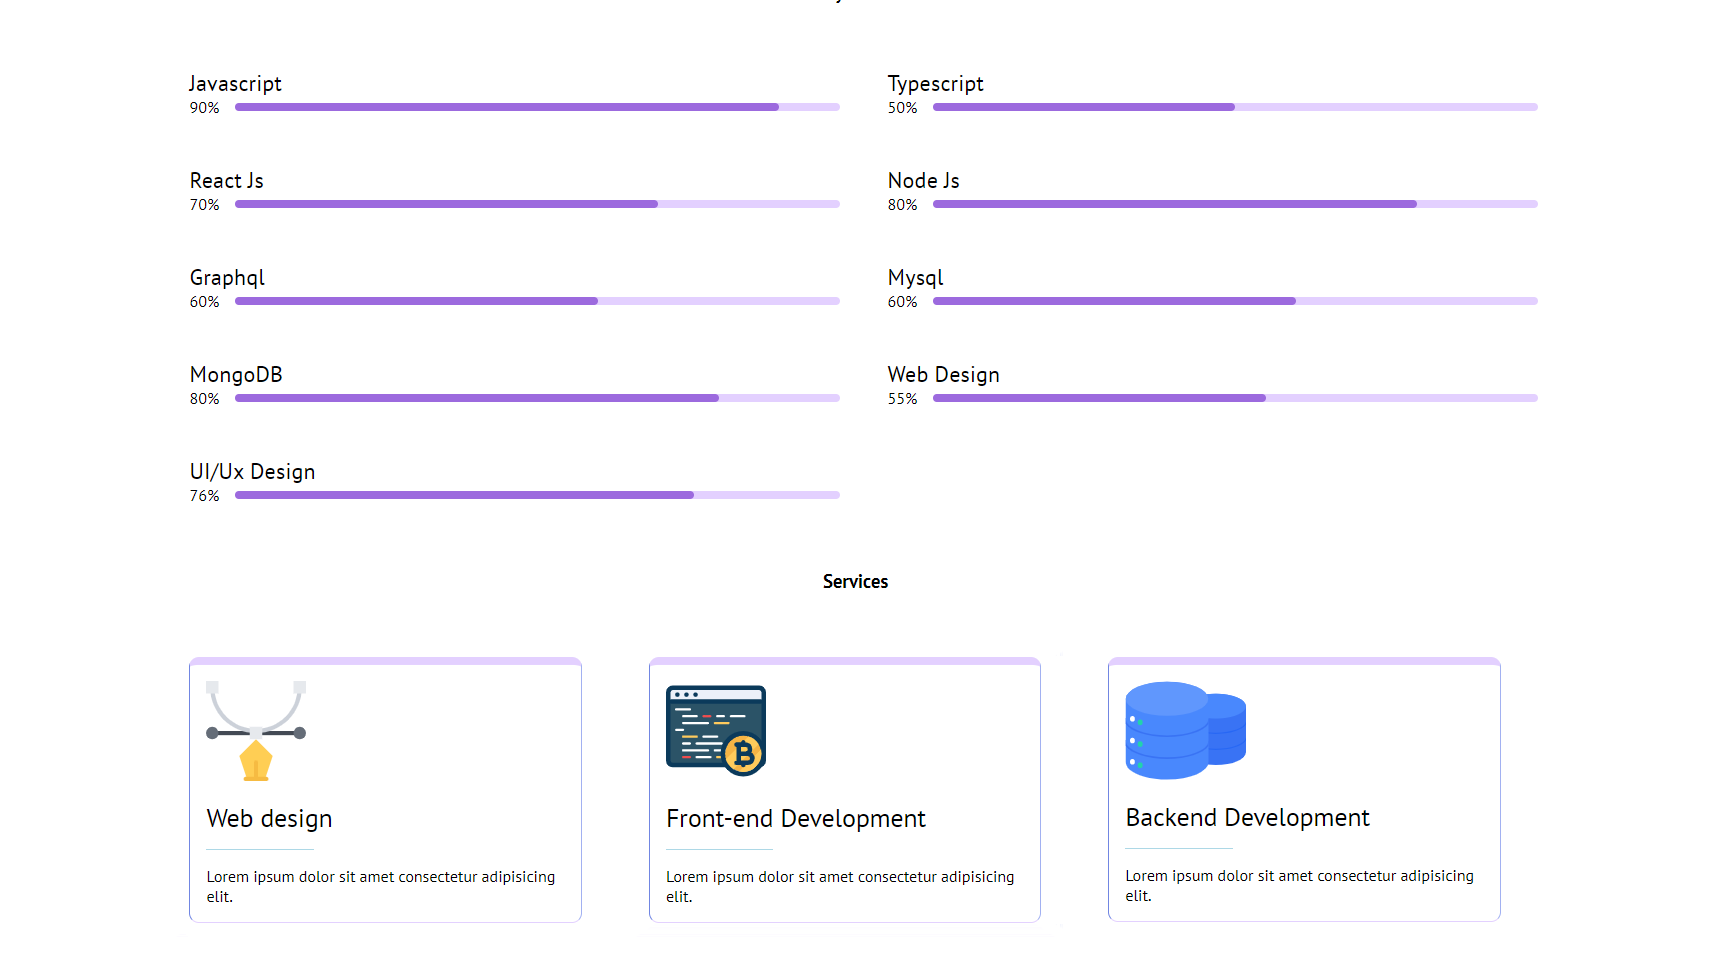 Javascript
90%
Typescript
50%
React Js
70%
Node Js
80%
Graphql
60%
Mysql
60%
MongoDB
80%
Web Design
55%
UI/Ux Design
76%
Services
Web design
Lorem ipsum dolor sit amet consectetur adipisicing
elit.
Front-end Development
Lorem ipsum dolor sit amet consectetur adipisicing
elit.
Backend Development
Lorem ipsum dolor sit amet consectetur adipisicing
elit.